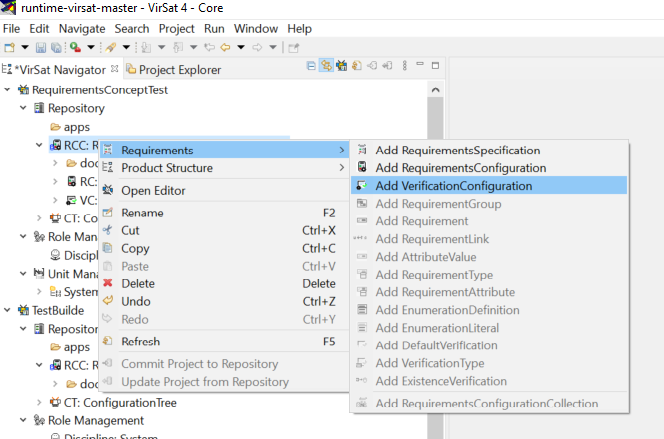 runtime-virsat-master - VirSat 4 - Core
File Edit Navigate Search Project Run Window Help
*VirSat Navigator Project Explorer
RequirementsConceptTest
Repository
apps
RCC: R
doc
RC:
VC:
CT: Co
Role Man
Discipl
Unit Mana
System
TestBuilde
Repositor
apps
RCC: R
doc
CT: ConfigurationTree
Role Management
Discipline: System
Requirements
Product Structure
Open Editor
Rename F2
Cut Ctrl+X
Copy Ctrl+C
Paste Ctrl+V
Delete Delete
Undo Ctrl+Z
Redo Ctrl+Y
Refresh F5
Commit Project to Repository
Update Project from Repository
Add RequirementsSpecification
Add RequirementsConfiguration
Add VerificationConfiguration
Add RequirementGroup
Add Requirement
Add RequirementLink
Add AttributeValue
Add RequirementType
Add RequirementAttribute
Add EnumerationDefinition
Add EnumerationLiteral
Add DefaultVerification
Add VerificationType
Add ExistenceVerification
Add RequirementsConfigurationCollection